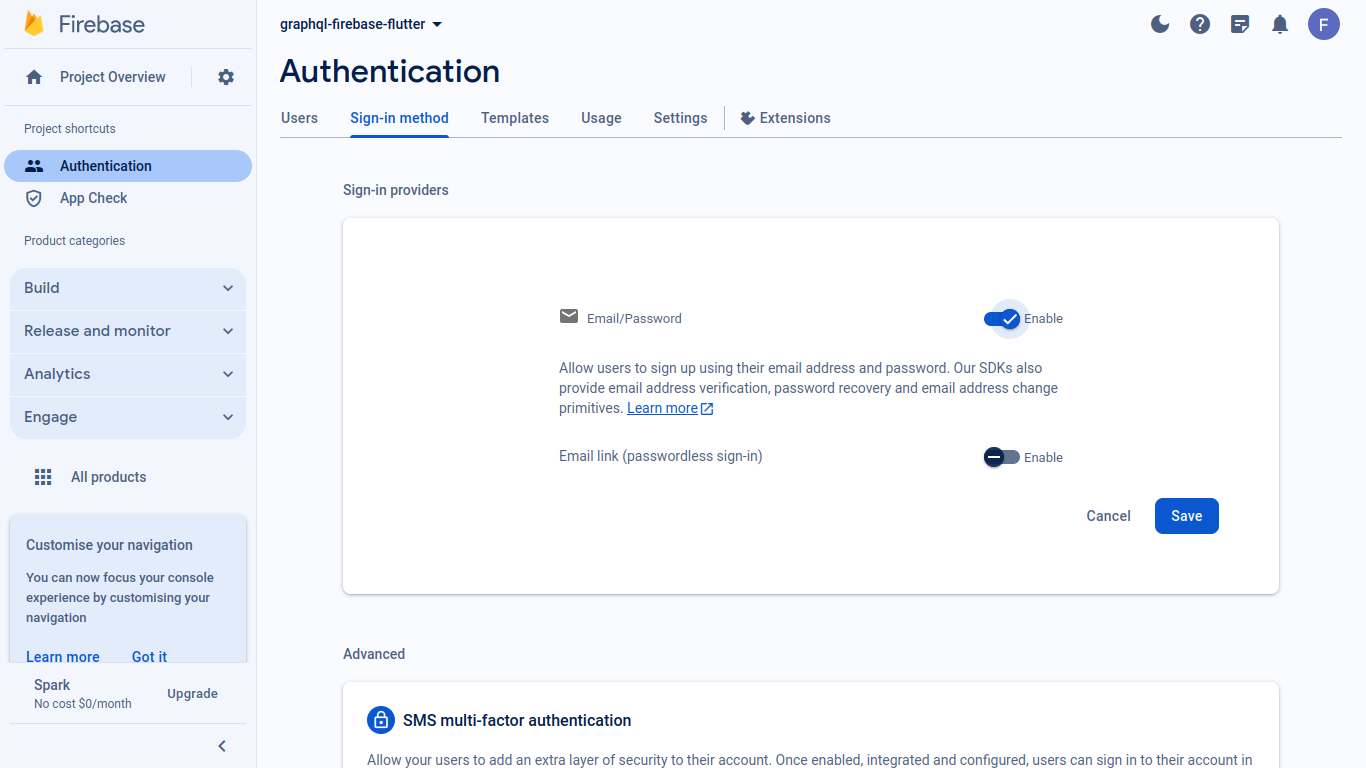 Firebase
graphql-firebase-flutter
F
Project Overview
Authentication
Users
Sign-in method
Templates
Usage
Settings
Extensions
Project shortcuts
Authentication
App Check
Product categories
Build
Release and monitor
Analytics
Engage
All products
Customise your navigation
You can now focus your console
experience by customising your
navigation
Learn more
Got it
Spark
No cost $0/month
Upgrade
Sign-in providers
Email/Password
Enable
Allow users to sign up using their email address and password. Our SDKs also
provide email address verification, password recovery and email address change
primitives. Learn more
Email link (passwordless sign-in)
Enable
Cancel
Save
Advanced
SMS multi-factor authentication
Allow your users to add an extra layer of security to their account. Once enabled, integrated and configured, users can sign in to their account in